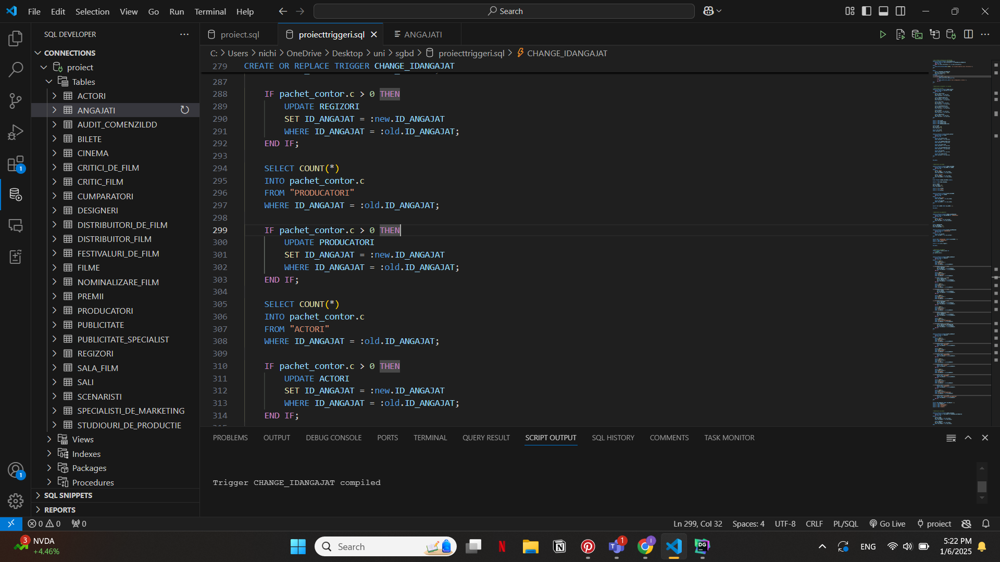 File Edit Selection View Go Run Terminal Help
Search
SQL DEVELOPER
CONNECTIONS
proiect
Tables
ACTORI
ANGAJATI
AUDIT_COMENZILDD
BILETE
CINEMA
CRITICI_DE_FILM
CRITIC_FILM
CUMPARATORI
DESIGNERI
DISTRIBUITORI_DE_FILM
DISTRIBUITOR_FILM
FESTIVALURI_DE_FILM
FILME
NOMINALIZARE_FILM
PREMII
PRODUCATORI
PUBLICITATE
PUBLICITATE_SPECIALIST
REGIZORI
SALA_FILM
SALI
SCENARISTI
SPECIALISTI_DE_MARKETING
STUDIOURI_DE_PRODUCTIE
Views
Indexes
Packages
Procedures
SQL SNIPPETS
REPORTS
1
1
proiect.sql proiecttriggeri.sql ANGAJATI
C: > Users > nichi > OneDrive > Desktop > uni > sgbd > proiecttriggeri.sql > CHANGE_IDANGAJAT
279 CREATE OR REPLACE TRIGGER CHANGE_IDANGAJAT
287
288 IF pachet_contor.c > 0 THEN
289 UPDATE REGIZORI
290 SET ID_ANGAJAT = :new.ID_ANGAJAT
291 WHERE ID_ANGAJAT = :old.ID_ANGAJAT;
292 END IF;
293
294 SELECT COUNT(*)
295 INTO pachet_contor.c
296 FROM "PRODUCATORI"
297 WHERE ID_ANGAJAT = :old.ID_ANGAJAT;
298
299 IF pachet_contor.c > 0 THEN
300 UPDATE PRODUCATORI
301 SET ID_ANGAJAT = :new.ID_ANGAJAT
302 WHERE ID_ANGAJAT = :old.ID_ANGAJAT;
303 END IF;
304
305 SELECT COUNT(*)
306 INTO pachet_contor.c
307 FROM "ACTORI"
308 WHERE ID_ANGAJAT = :old.ID_ANGAJAT;
309
310 IF pachet_contor.c > 0 THEN
311 UPDATE ACTORI
312 SET ID_ANGAJAT = :new.ID_ANGAJAT
313 WHERE ID_ANGAJAT = :old.ID_ANGAJAT;
314 END IF;
PROBLEMS OUTPUT DEBUG CONSOLE PORTS TERMINAL QUERY RESULT SCRIPT OUTPUT SQL HISTORY COMMENTS TASK MONITOR
Trigger CHANGE_IDANGAJAT compiled
0 0 0 Ln 299, Col 32 Spaces: 4 UTF-8 CRLF PL/SQL Go Live proiect
3 NVDA
+4.46%
Search
N
N
1
I
DG
ENG
5:22 PM
1/6/2025